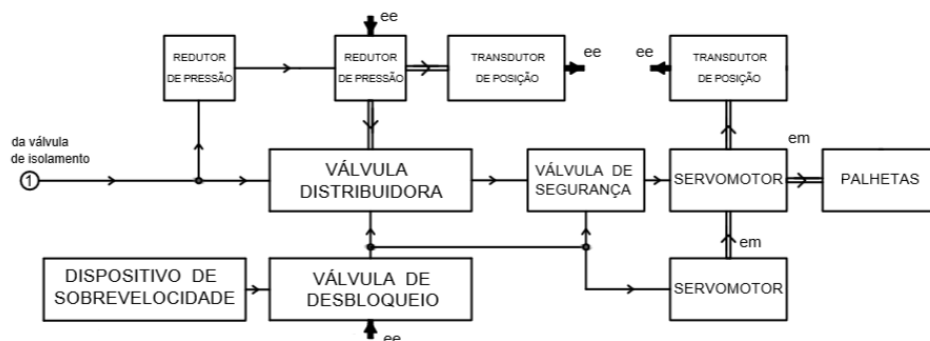 ee
REDUTOR
DE PRESSÃO
REDUTOR
DE PRESSÃO
TRANSDUTOR
DE POSIÇÃO
ee
ee
TRANSDUTOR
DE POSIÇÃO
da válvula
de isolamento
1
VÁLVULA
DISTRIBUIDORA
VÁLVULA DE
SEGURANÇA
SERVOMOTOR
em
PALHETAS
DISPOSITIVO DE
SOBREVELOCIDADE
VÁLVULA DE
DESBLOQUEIO
em
SERVOMOTOR
ee